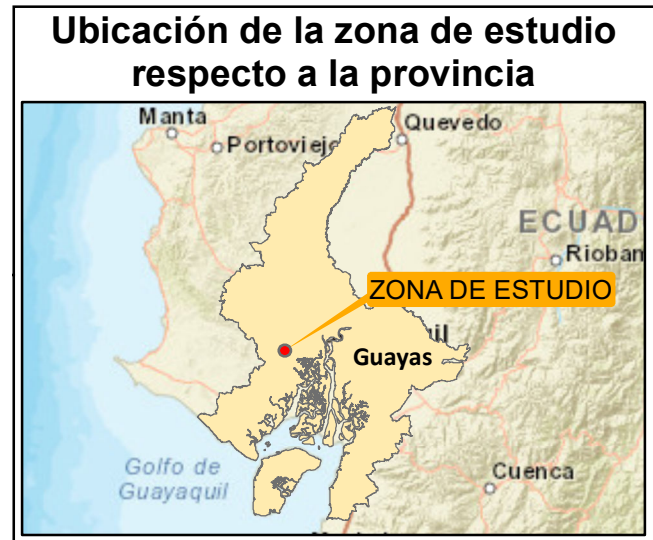 Ubicación de la zona de estudio
respecto a la provincia
Manta
Portoviejo
Quevedo
ECUAD
Rioban
ZONA DE ESTUDIO
uil
Guayas
Golfo de
Guayaquil
Cuenca